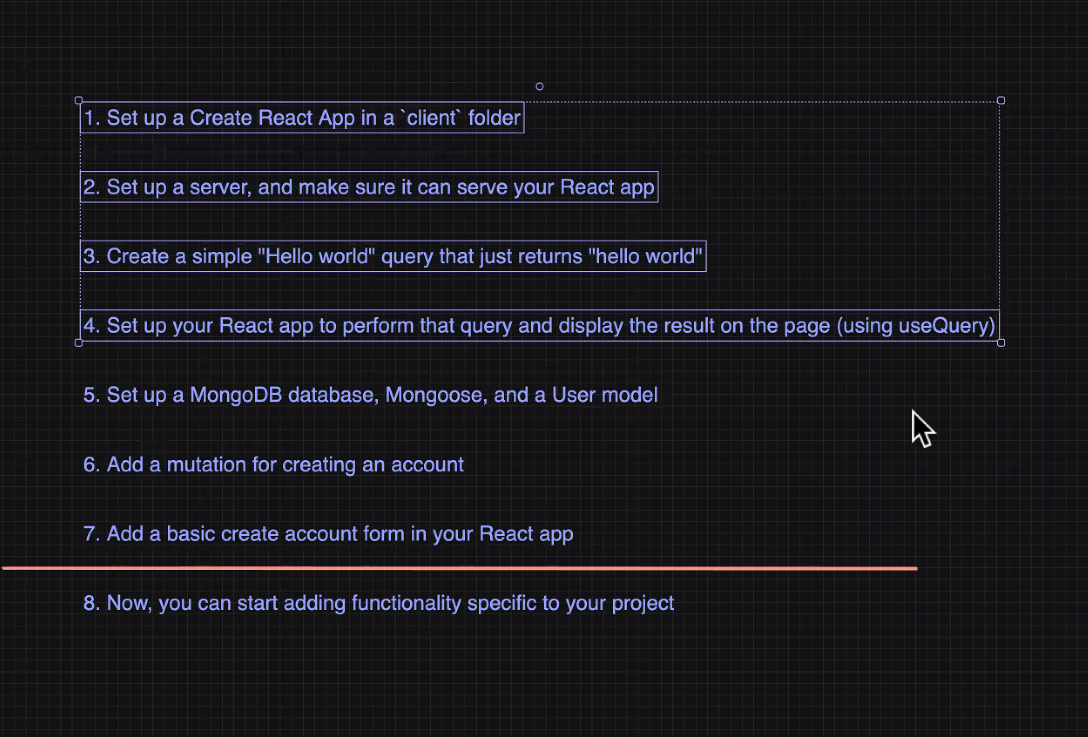 1. Set up a Create React App in a `client` folder
2. Set up a server, and make sure it can serve your React app
3. Create a simple "Hello world" query that just returns "hello world"
4. Set up your React app to perform that query and display the result on the page (using useQuery)
5. Set up a MongoDB database, Mongoose, and a User model
6. Add a mutation for creating an account
7. Add a basic create account form in your React app
8. Now, you can start adding functionality specific to your project